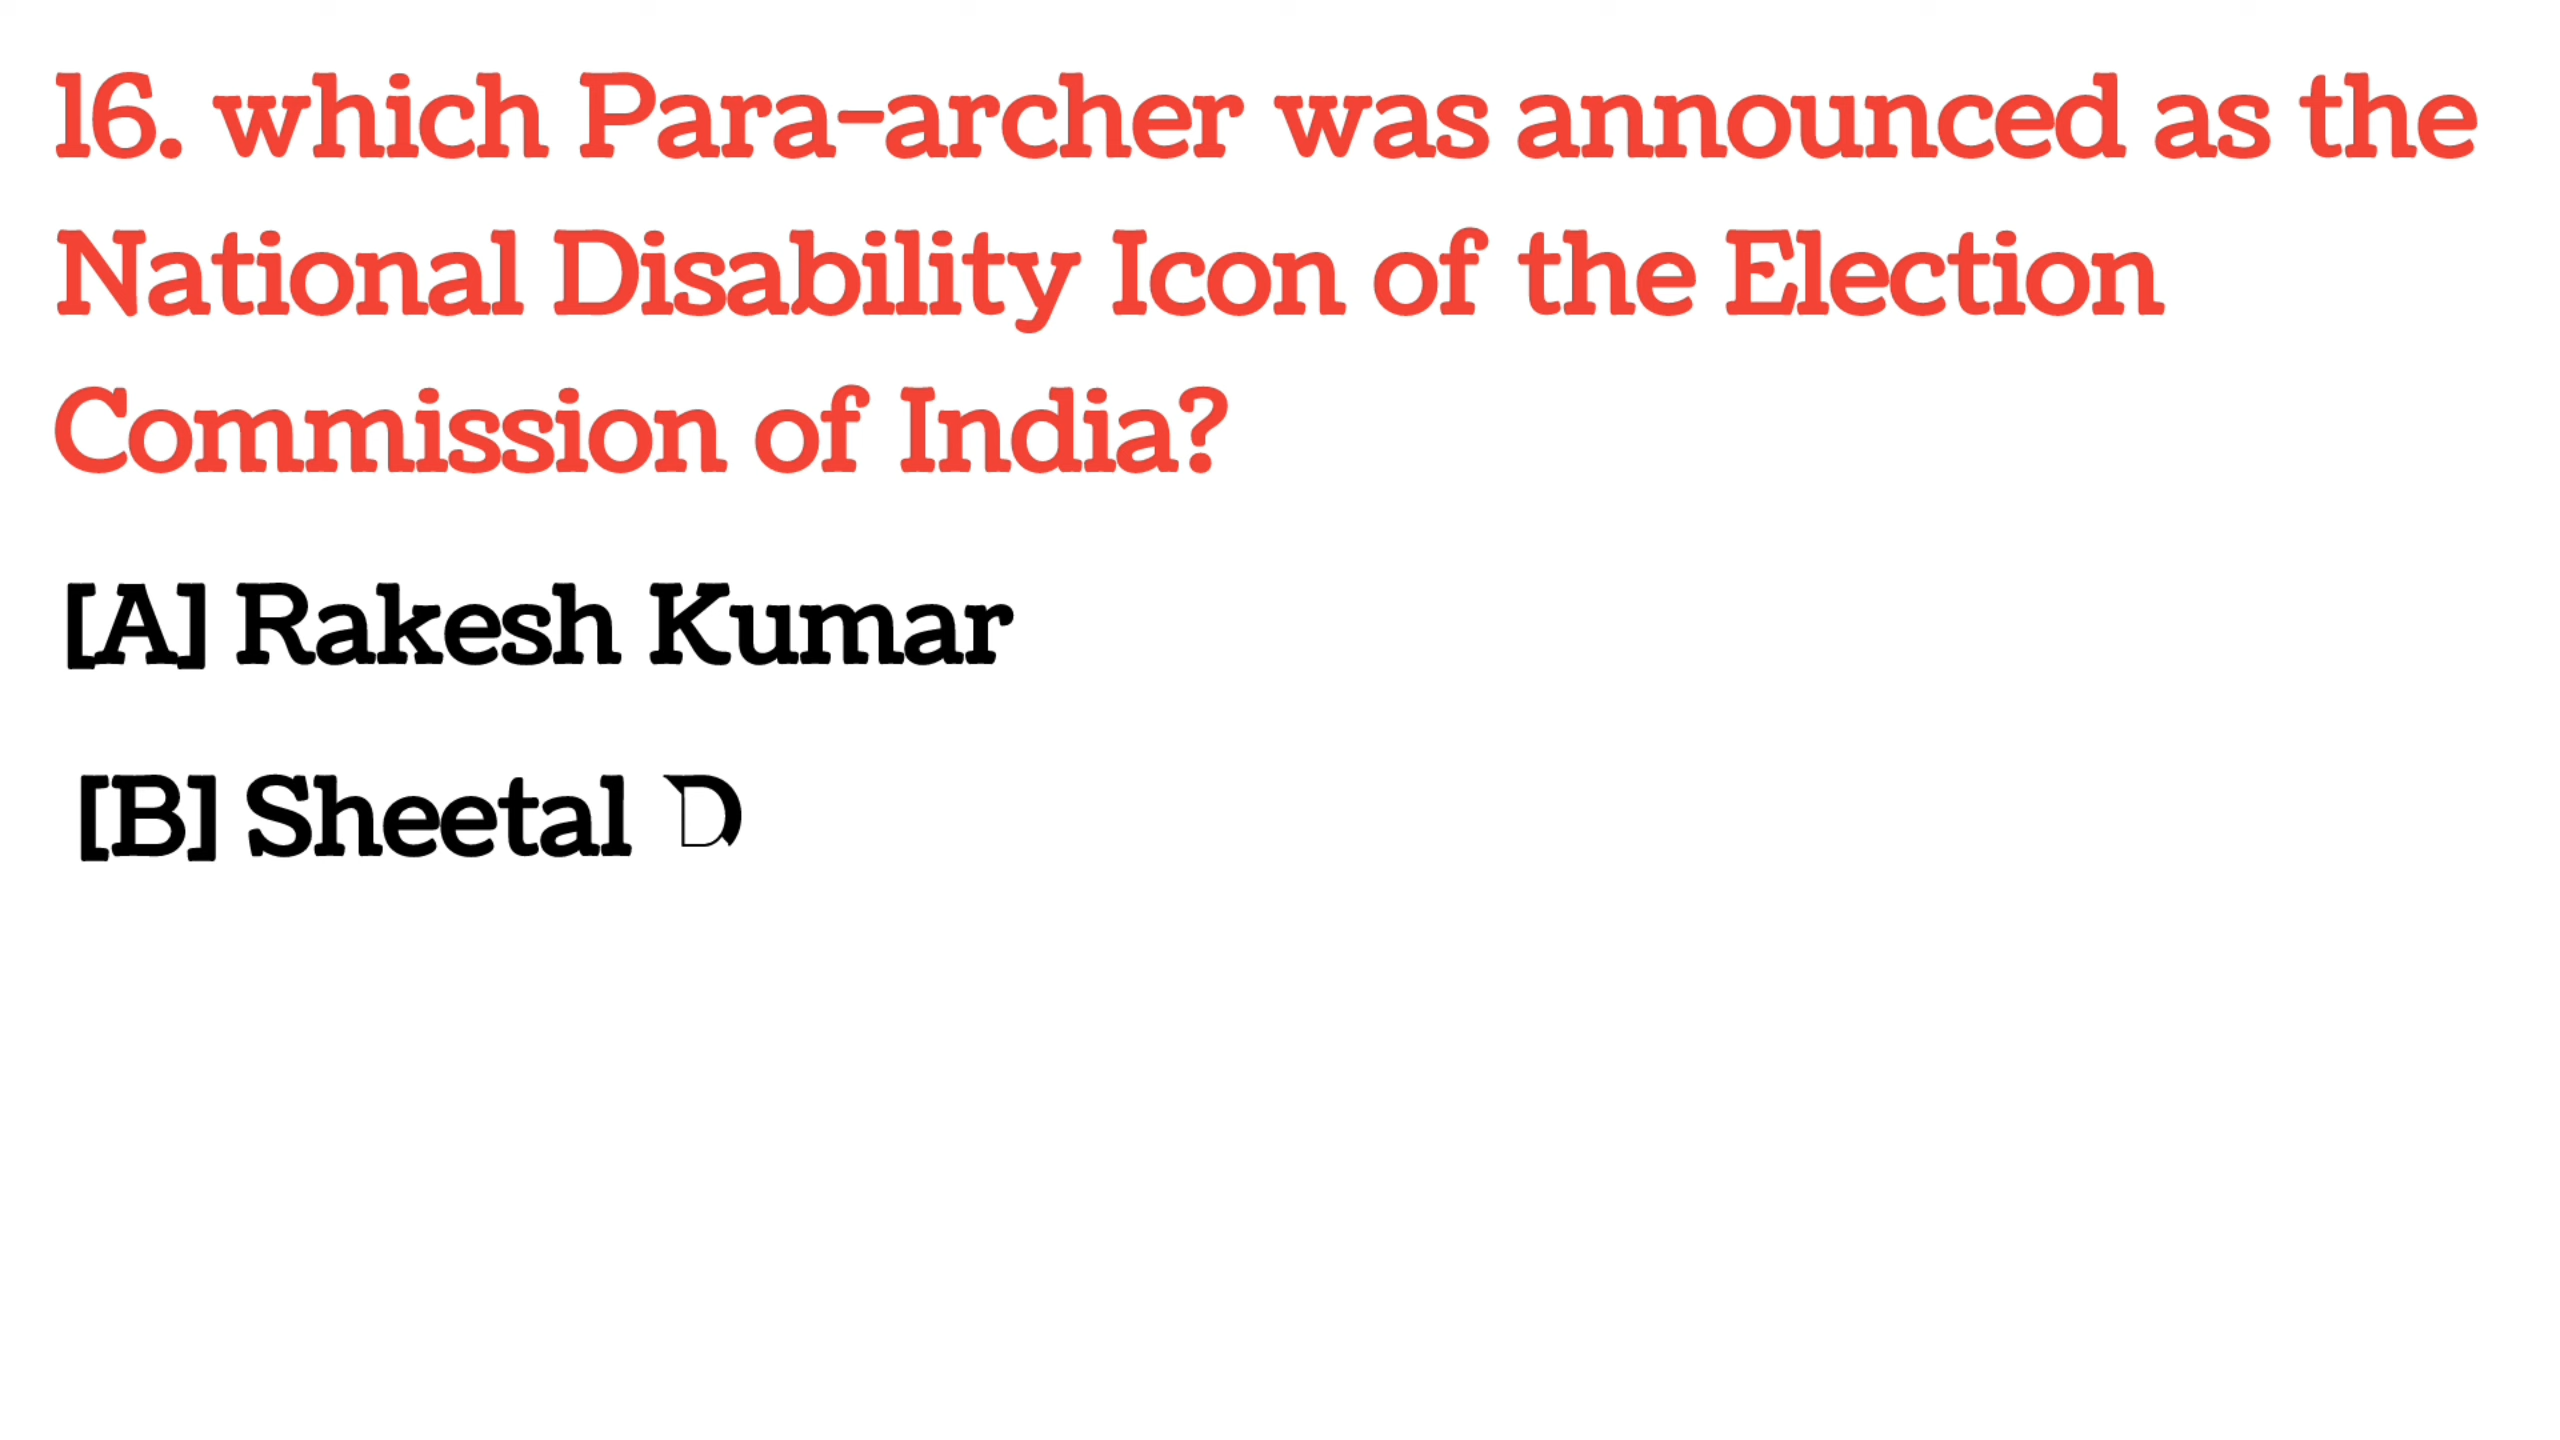 16. which Para-archer was announced as the
National Disability Icon of the Election
Commission of India?
[A] Rakesh Kumar
[B] Sheetal D